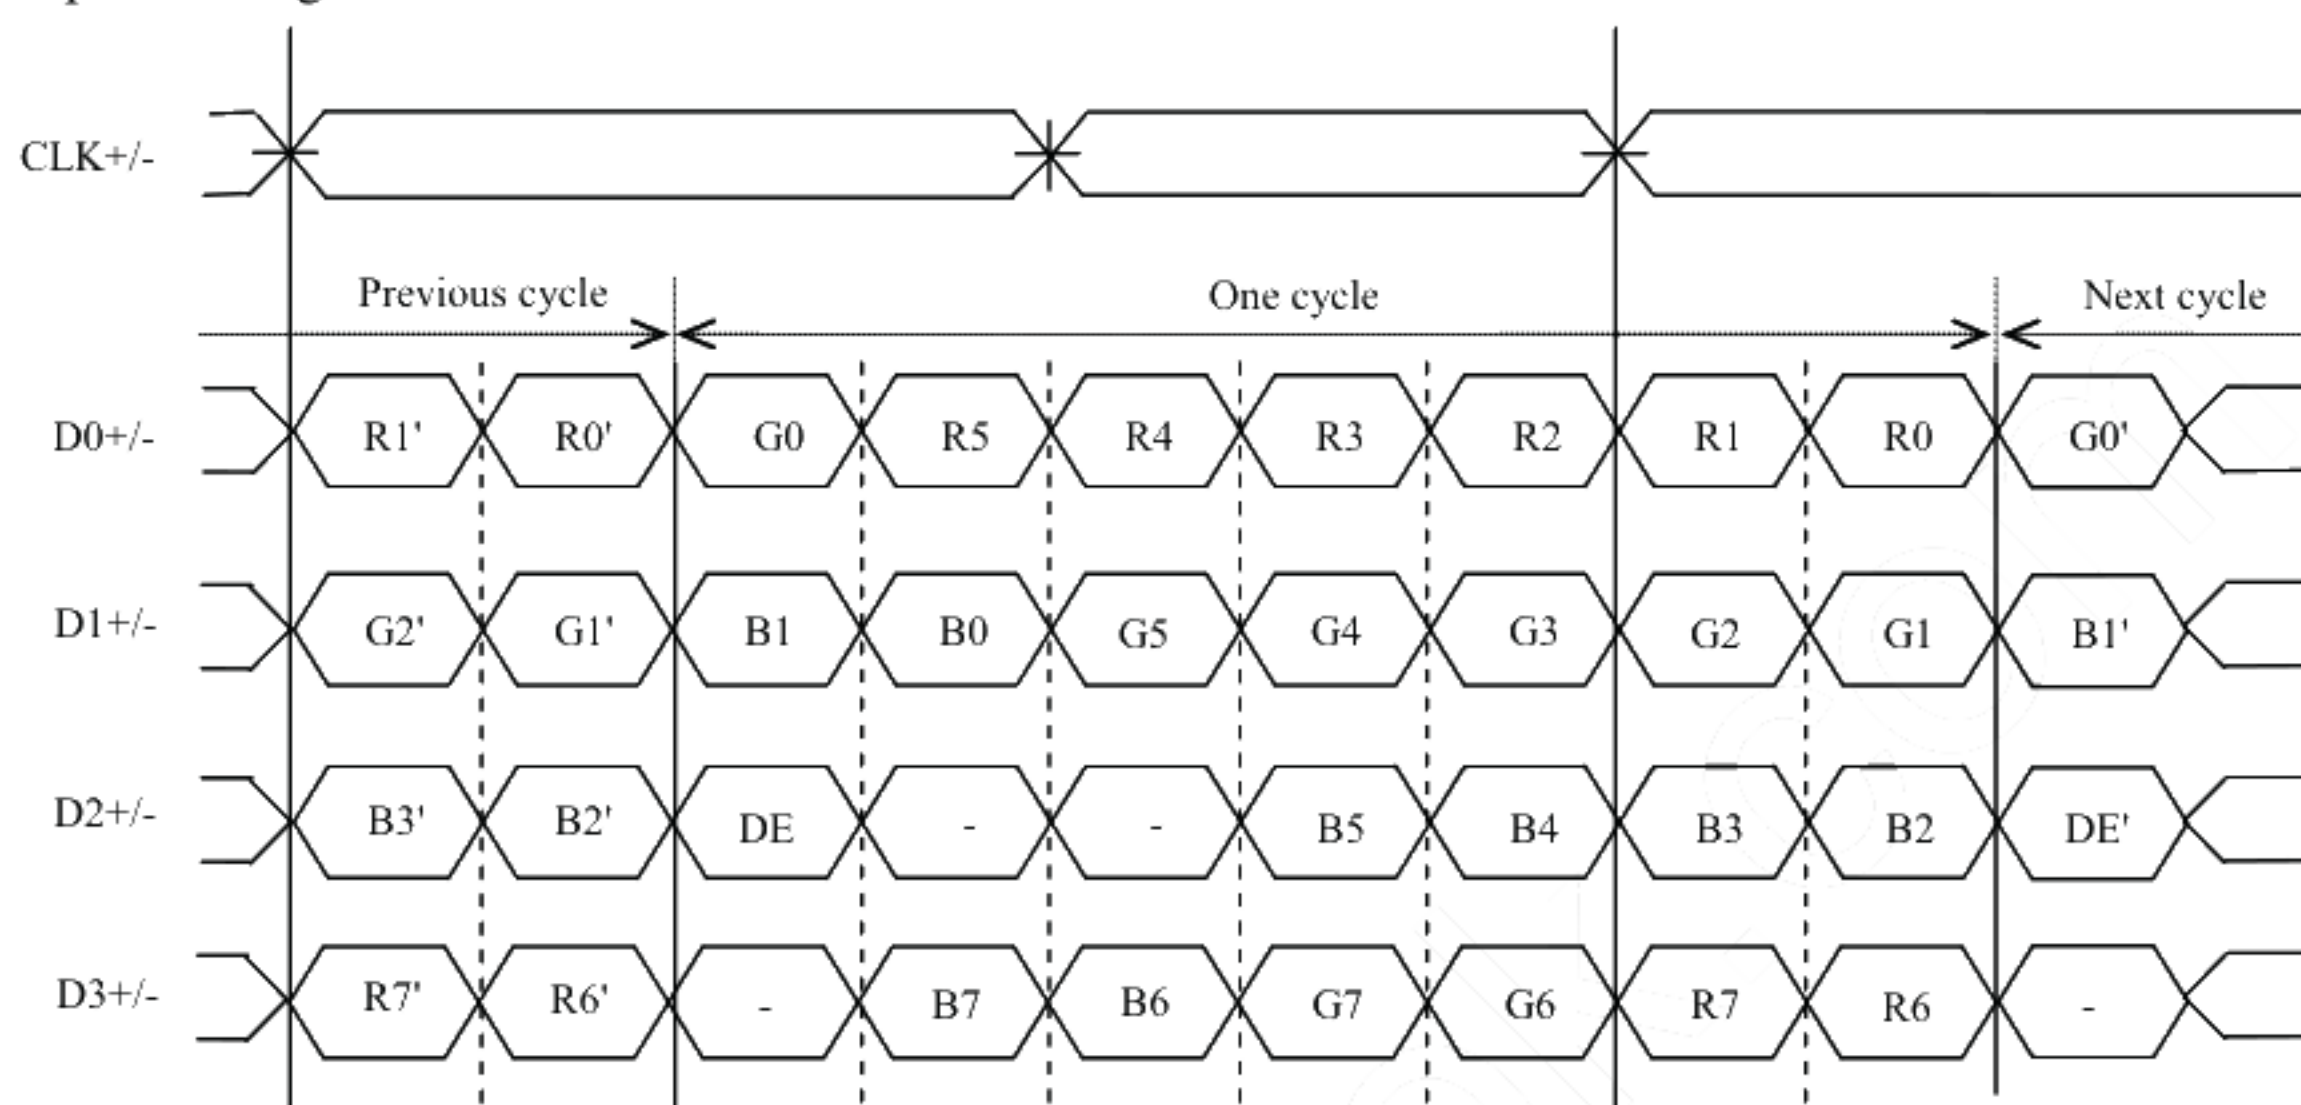 CLK+/-
Previous cycle One cycle Next cycle
D0+/- R1' R0' G0 R5 R4 R3 R2 R1 R0 G0'
D1+/- G2' G1' B1 B0 G5 G4 G3 G2 G1 B1'
D2+/- B3' B2' DE - - B5 B4 B3 B2 DE'
D3+/- R7' R6' - B7 B6 G7 G6 R7 R6 -